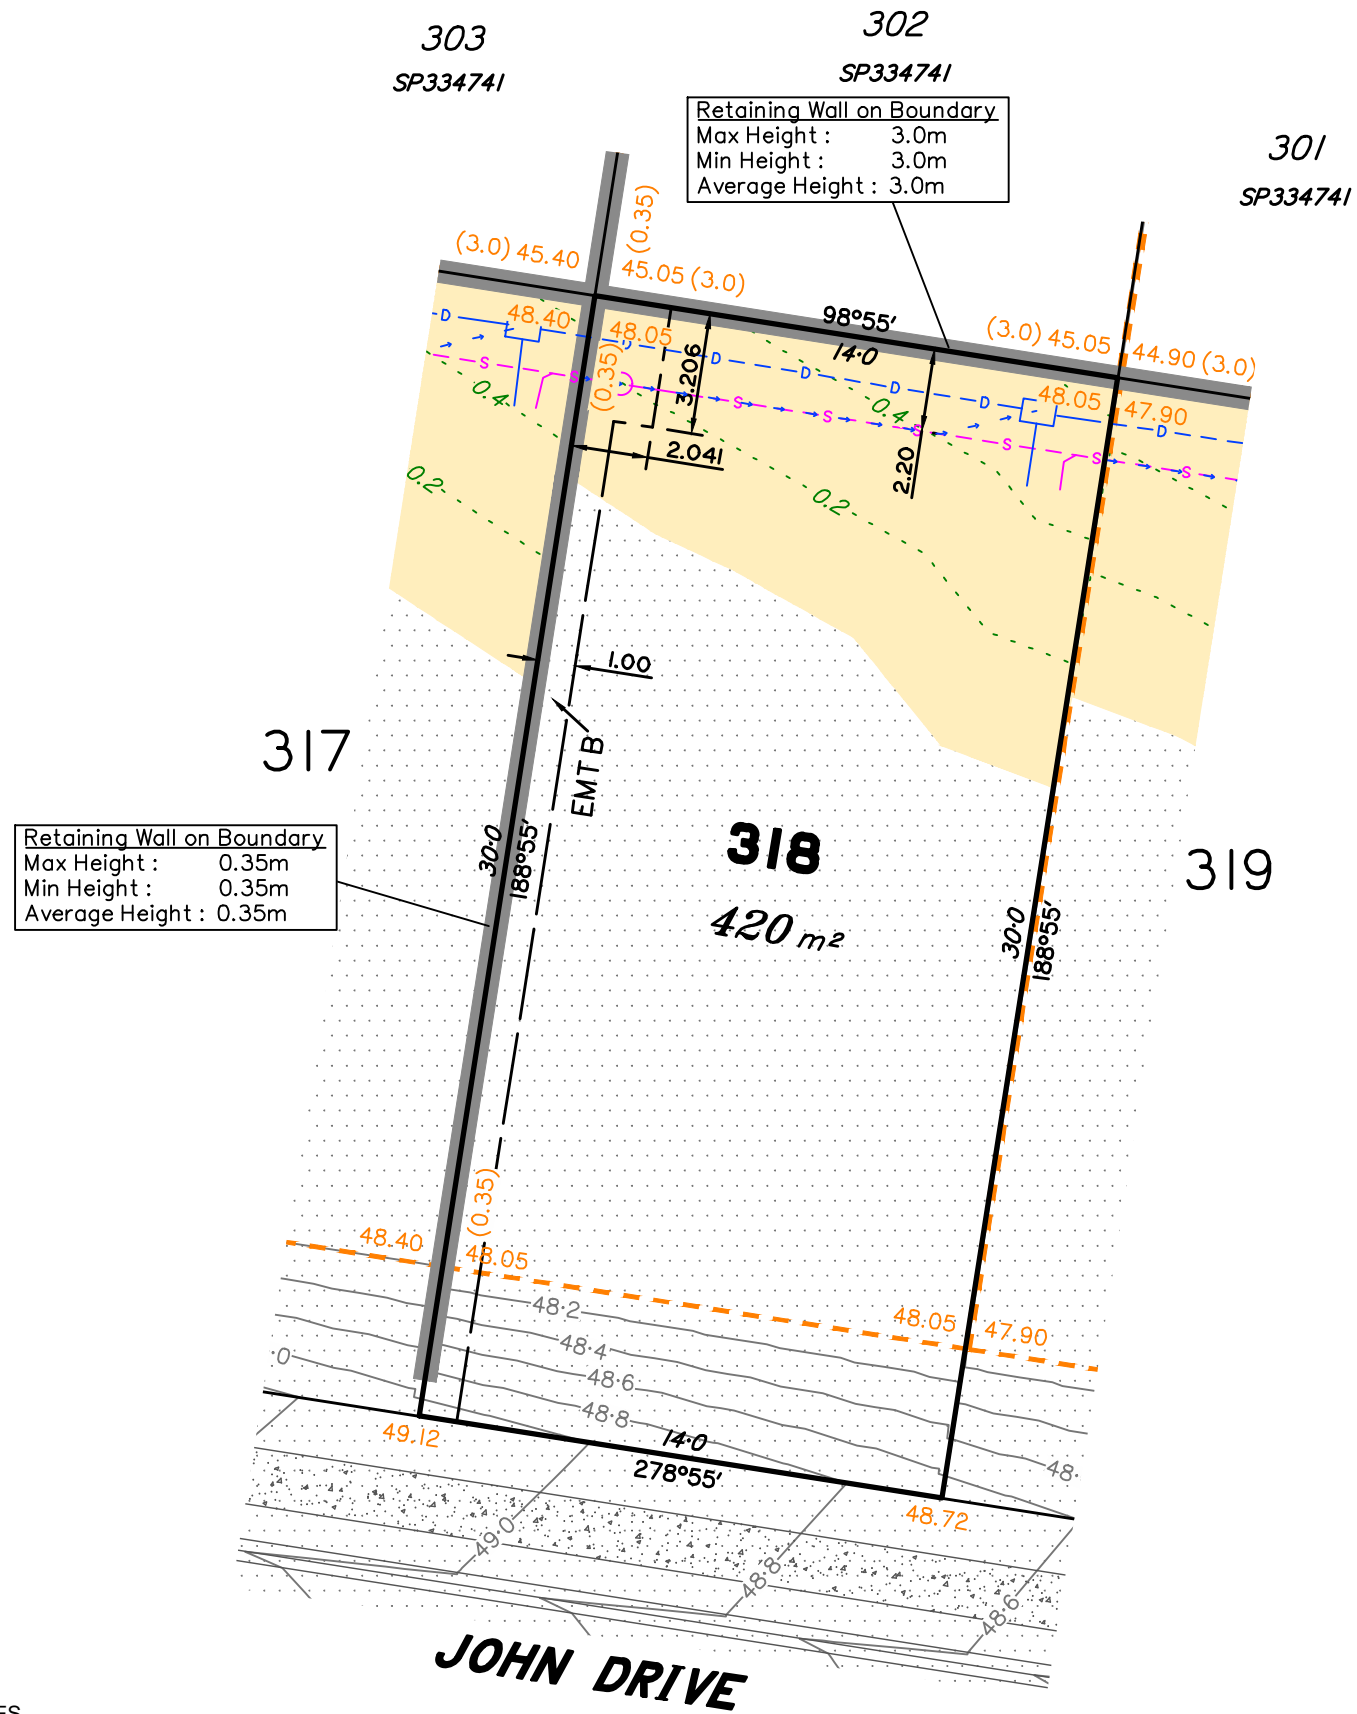 303
SP334741
302
SP334741
301
SP334741
Retaining Wall on Boundary
Max Height : 3.0m
Min Height : 3.0m
Average Height : 3.0m
(0.35)
(3.0) 45.40
45.05 (3.0)
98°55'
14·0
(3.0) 45.05
44.90 (3.0)
48.40
48.05
48.05
47.90
D
D
D
D
D
D
D
S
S
S
S
S
S
S
S
(0.35)
3.206
2.041
2.20
0.4
0.4
0.2
0.2
1.00
EMT B
317
318
420 m²
319
Retaining Wall on Boundary
Max Height : 0.35m
Min Height : 0.35m
Average Height : 0.35m
30·0
188°55'
30·0
188°55'
(0.35)
48.40
48.05
48.05
47.90
48·2
48·4
48·6
48·8
·0
48·
49.12
14·0
278°55'
48.72
49·0
48·8
48·6
JOHN DRIVE